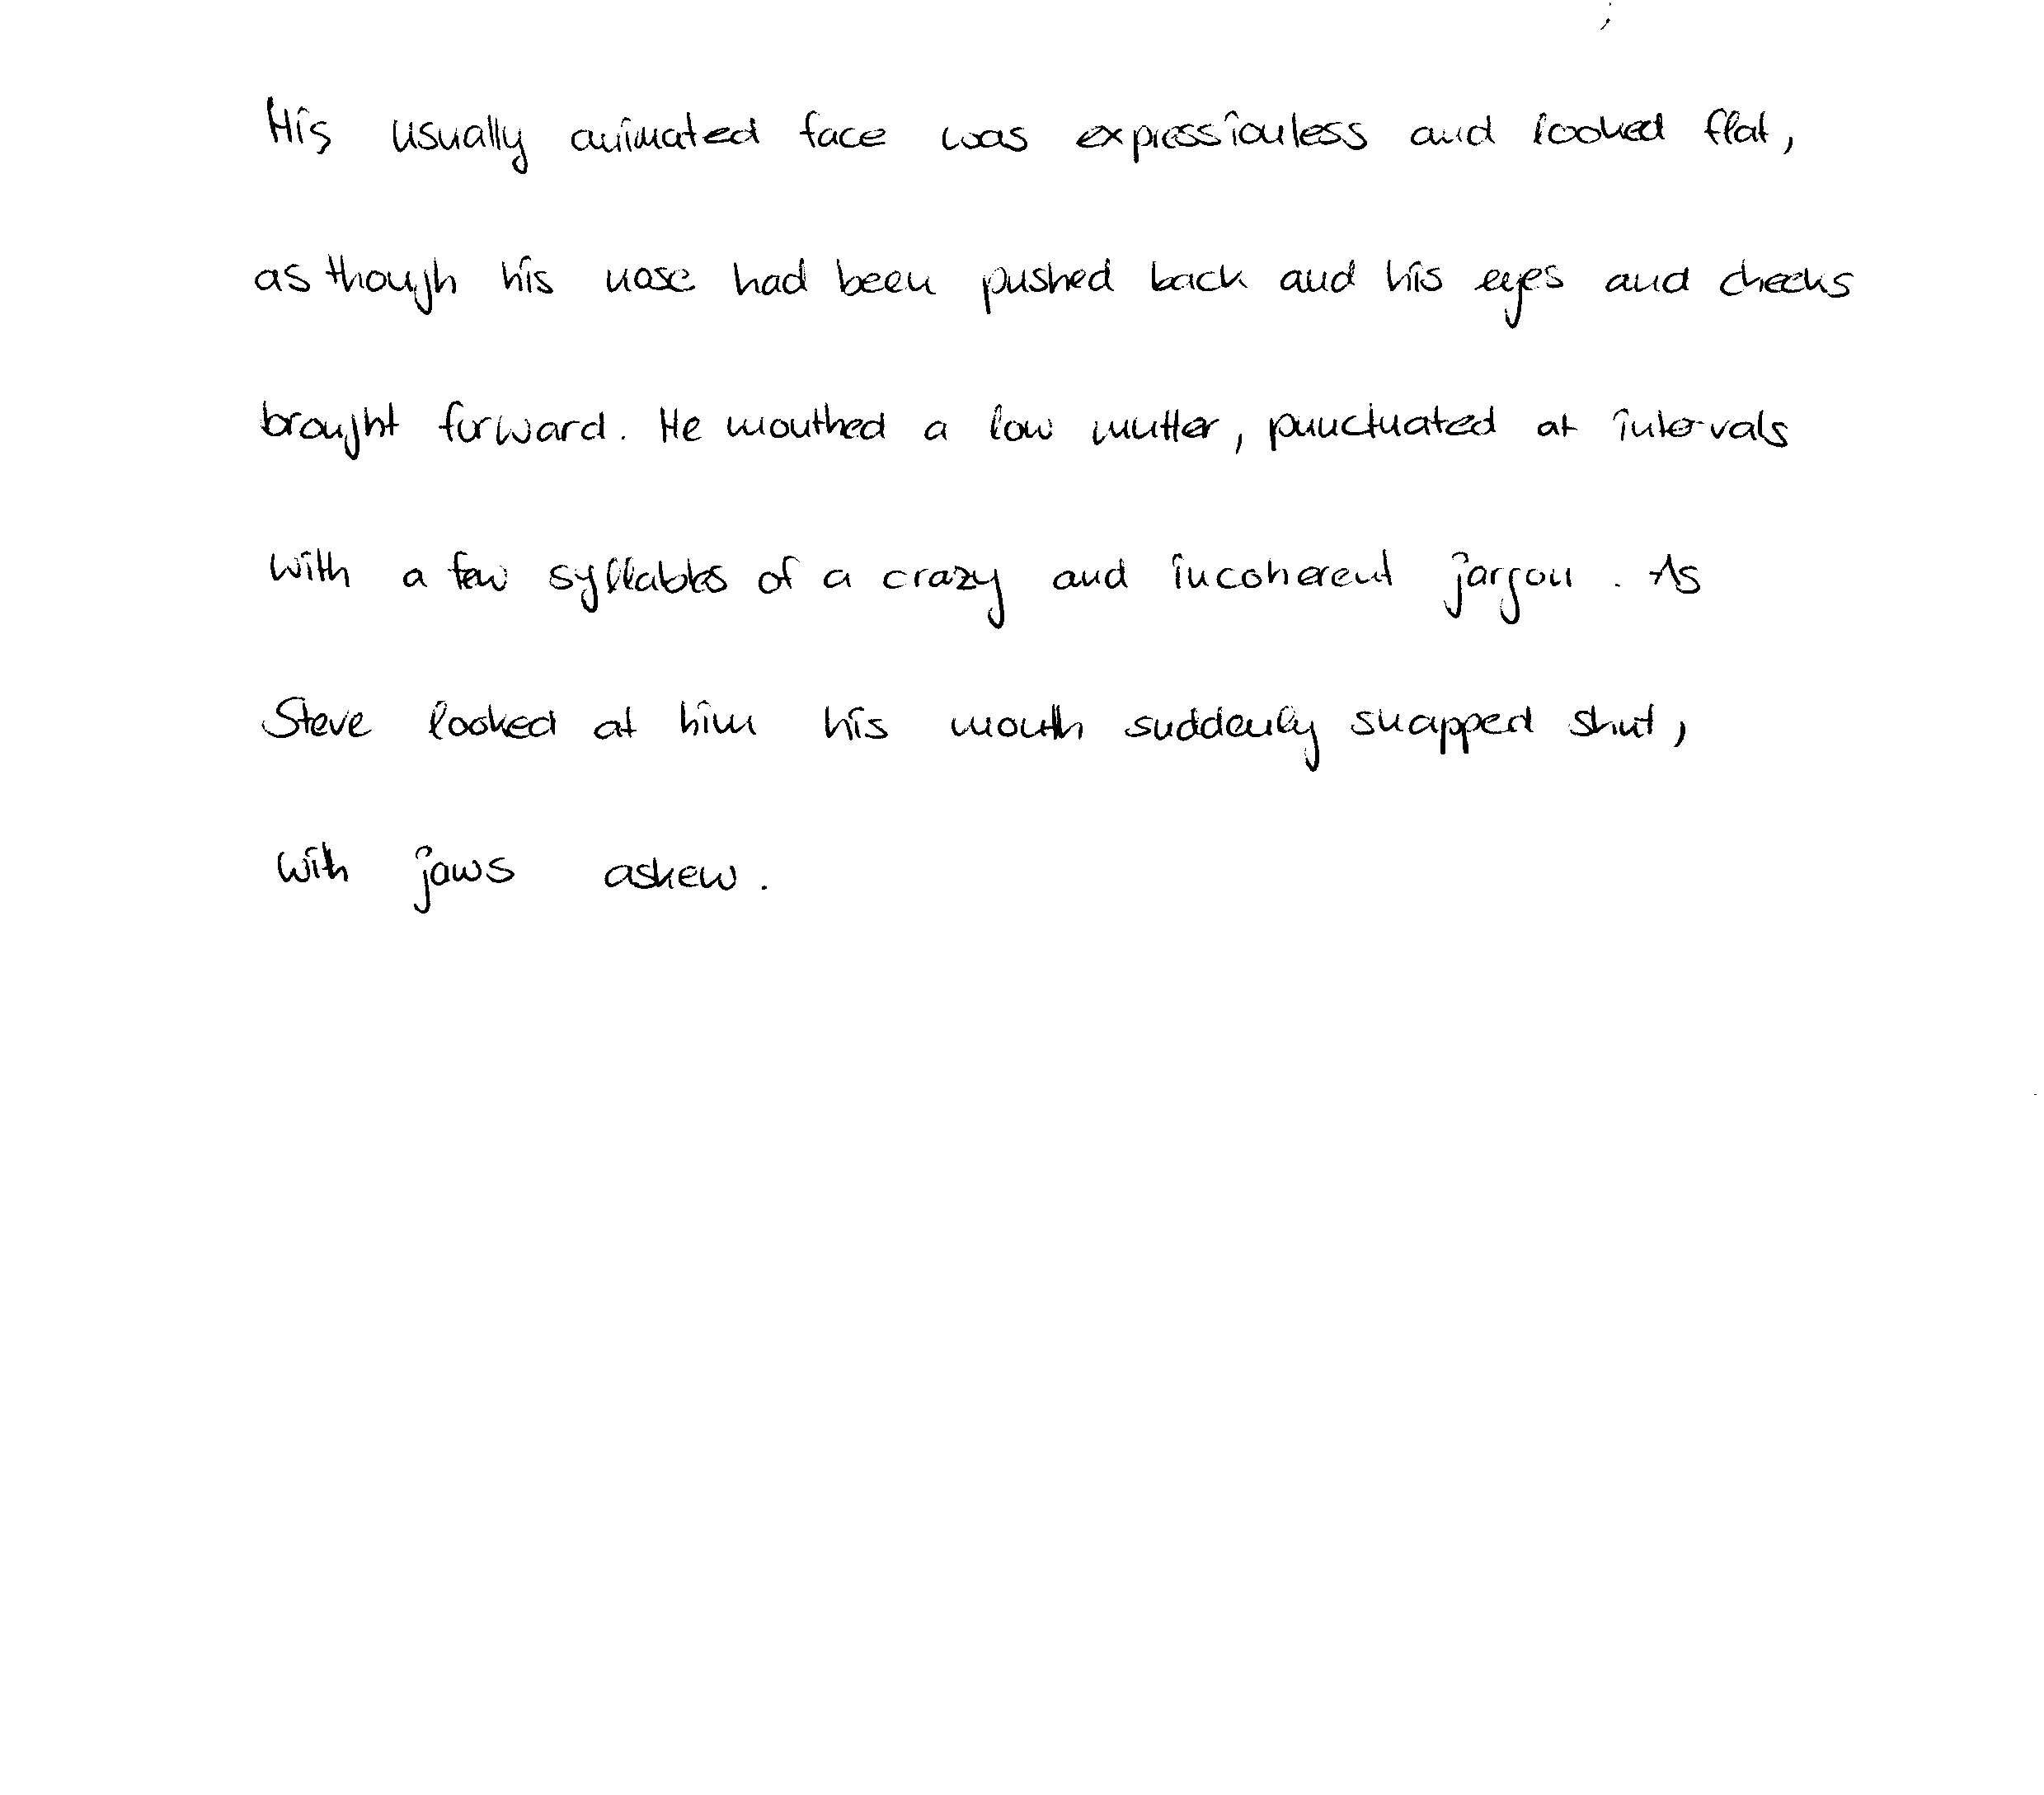 His usually animated face was expressionless and looked flat,
as though his nose had been pushed back and his eyes and cheeks
brought forward. He mouthed a low mutter, punctuated at intervals
with a few syllables of a crazy and incoherent jargon. As
Steve looked at him his mouth suddenly snapped shut,
with jaws askew.